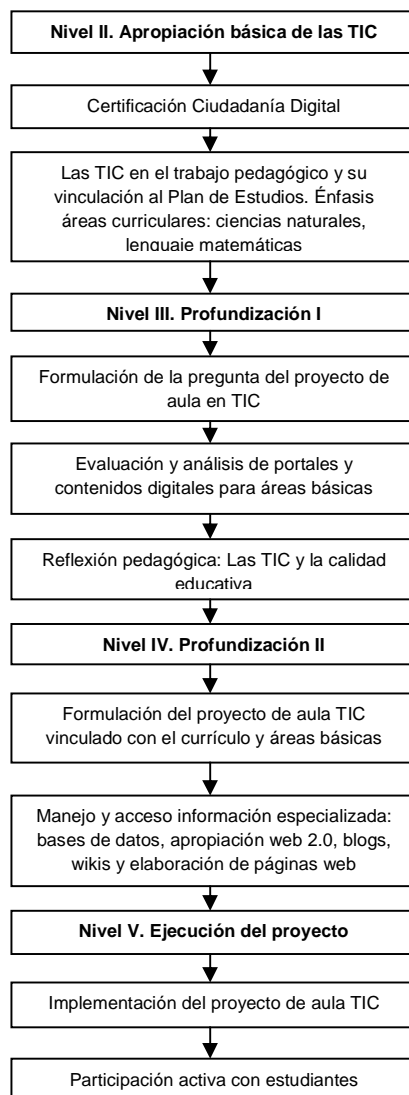 Nivel II. Apropiación básica de las TIC
Certificación Ciudadanía Digital
Las TIC en el trabajo pedagógico y su
vinculación al Plan de Estudios. Énfasis
áreas curriculares: ciencias naturales,
lenguaje matemáticas
Nivel III. Profundización I
Formulación de la pregunta del proyecto de
aula en TIC
Evaluación y análisis de portales y
contenidos digitales para áreas básicas
Reflexión pedagógica: Las TIC y la calidad
educativa
Nivel IV. Profundización II
Formulación del proyecto de aula TIC
vinculado con el currículo y áreas básicas
Manejo y acceso información especializada:
bases de datos, apropiación web 2.0, blogs,
wikis y elaboración de páginas web
Nivel V. Ejecución del proyecto
Implementación del proyecto de aula TIC
Participación activa con estudiantes